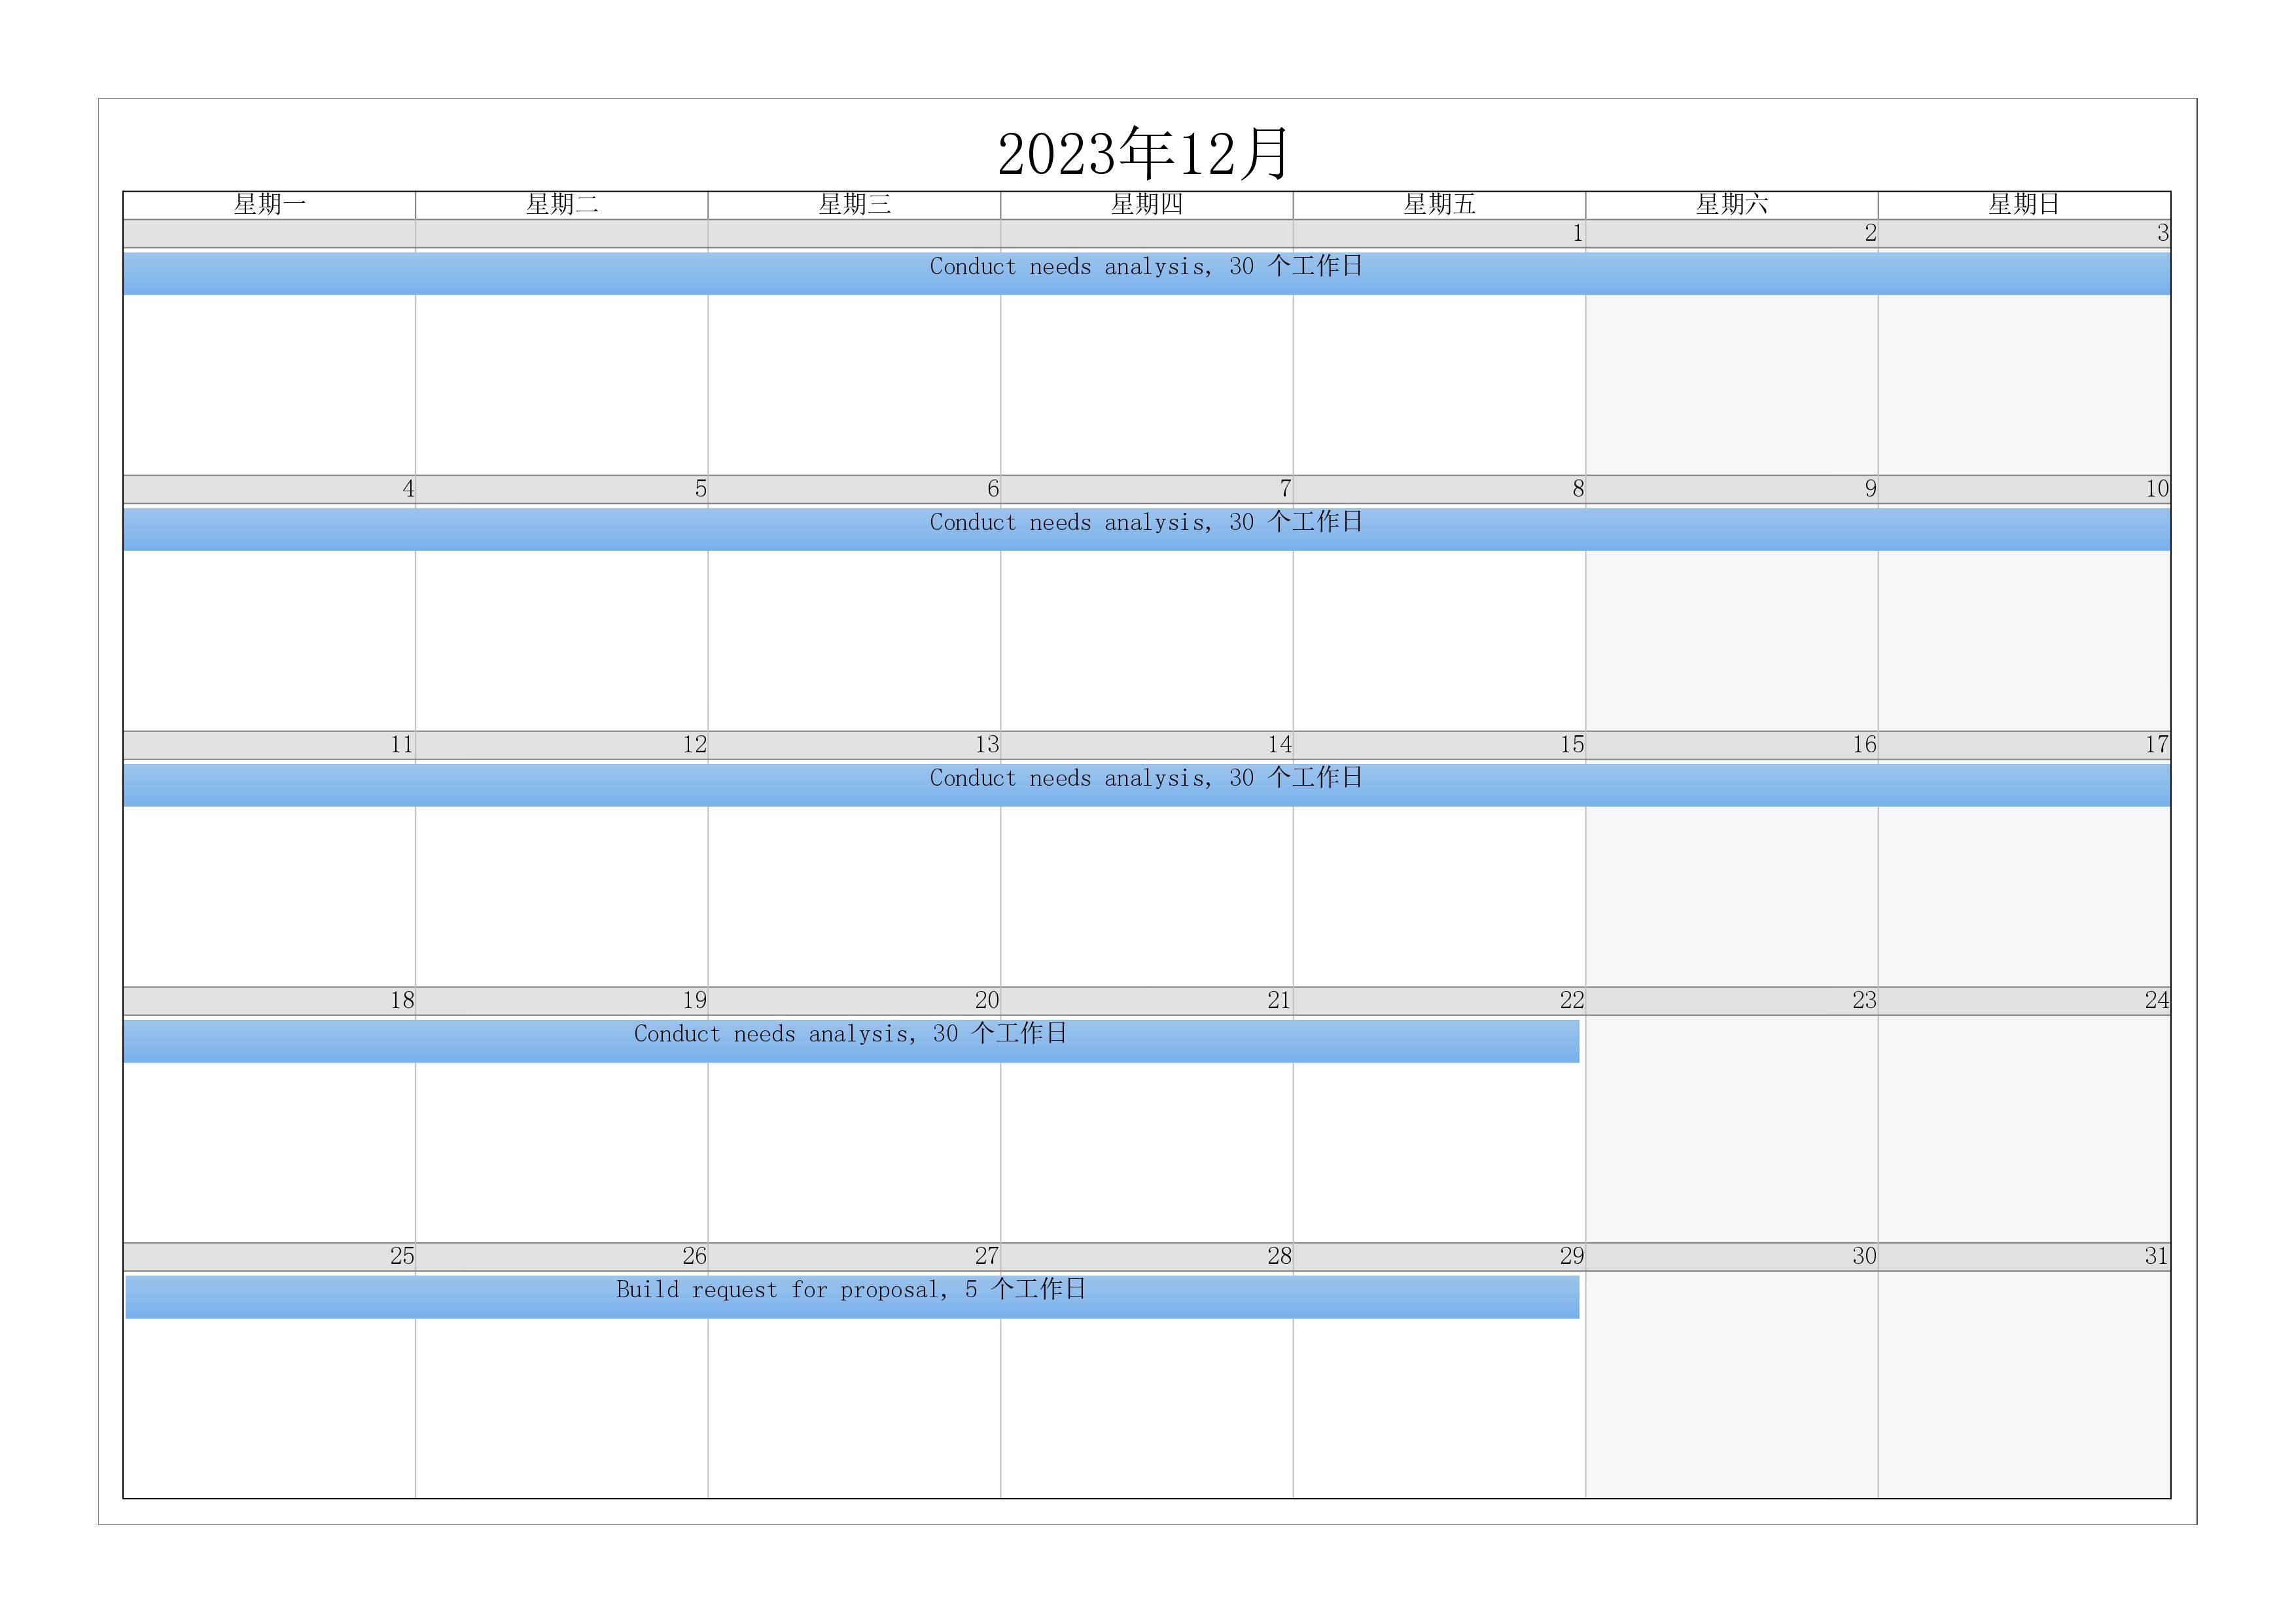 2023年12月
星期一 星期二 星期三 星期四 星期五 星期六 星期日
1 2 3
Conduct needs analysis, 30 个工作日
4 5 6 7 8 9 10
Conduct needs analysis, 30 个工作日
11 12 13 14 15 16 17
Conduct needs analysis, 30 个工作日
18 19 20 21 22 23 24
Conduct needs analysis, 30 个工作日
25 26 27 28 29 30 31
Build request for proposal, 5 个工作日